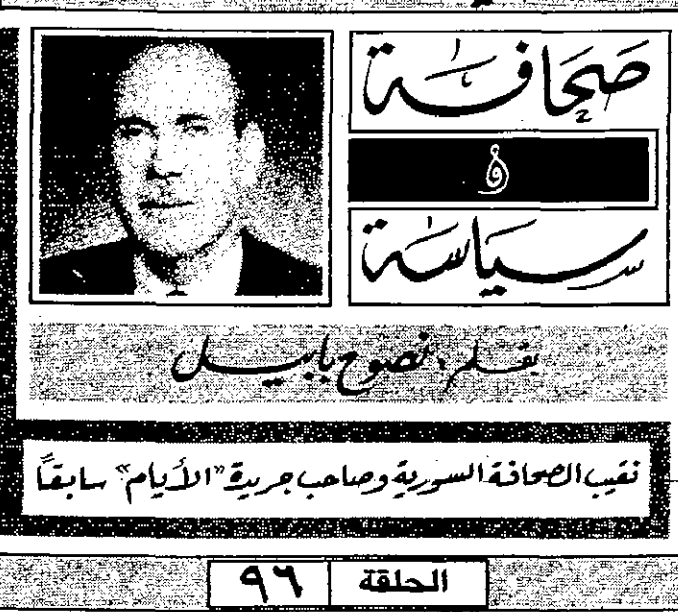 صحافة
و
سياسة
بقلم: نصوح بابيل
نقيب الصحافة السورية وصاحب جريدة "الأيام" سابقاً
الحلقة ٩٦